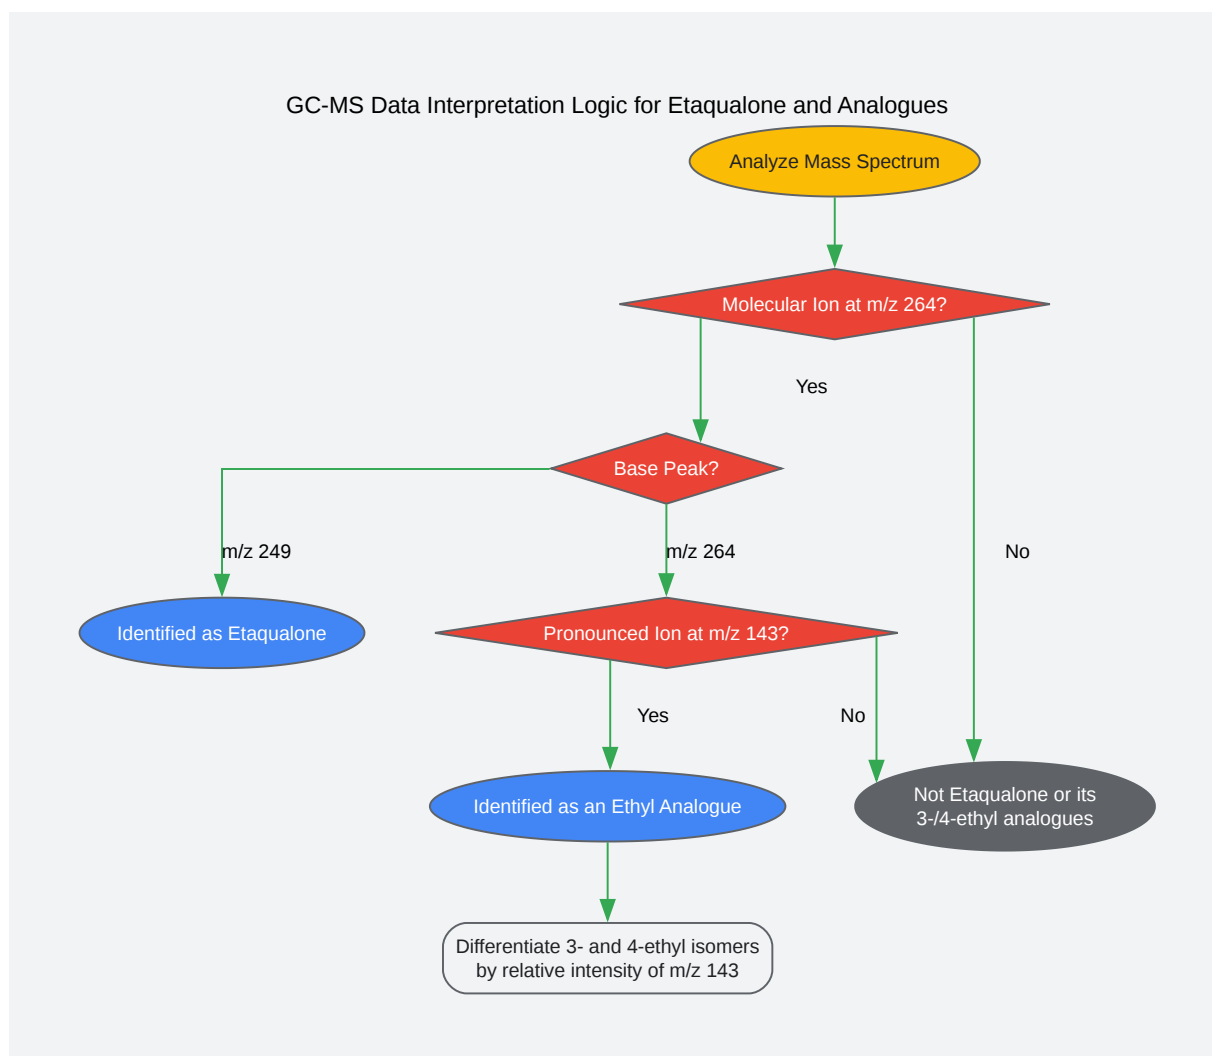 GC-MS Data Interpretation Logic for Etaqualone and Analogues
Analyze Mass Spectrum
Molecular Ion at m/z 264?
Yes
Base Peak?
m/z 249
m/z 264
No
Identified as Etaqualone
Pronounced Ion at m/z 143?
Yes
No
Identified as an Ethyl Analogue
Not Etaqualone or its
3-/4-ethyl analogues
Differentiate 3- and 4-ethyl isomers
by relative intensity of m/z 143